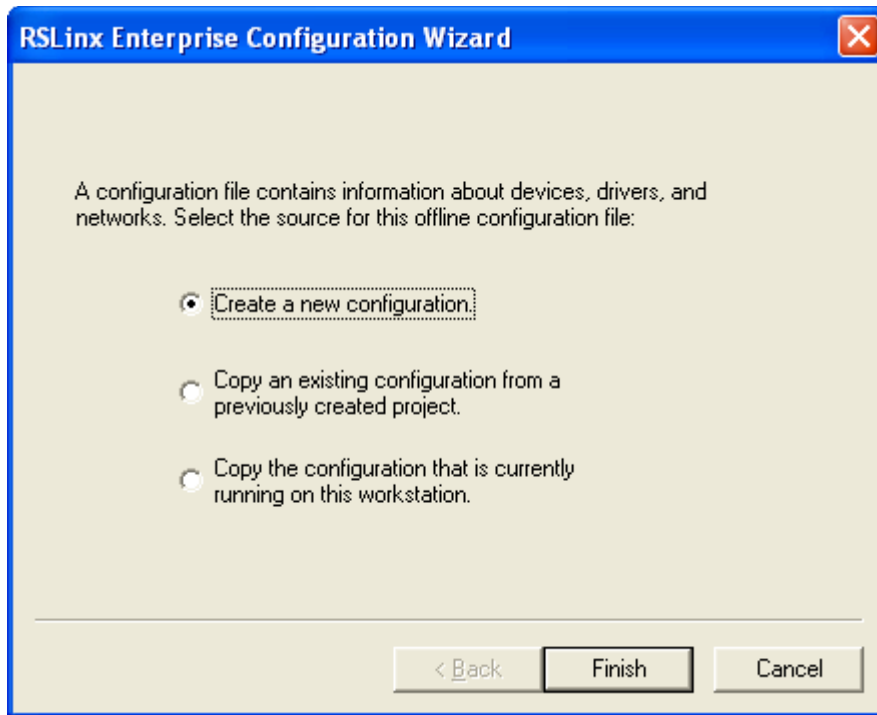 RSLinx Enterprise Configuration Wizard
A configuration file contains information about devices, drivers, and
networks. Select the source for this offline configuration file:
Create a new configuration.
Copy an existing configuration from a
previously created project.
Copy the configuration that is currently
running on this workstation.
< Back
Finish
Cancel